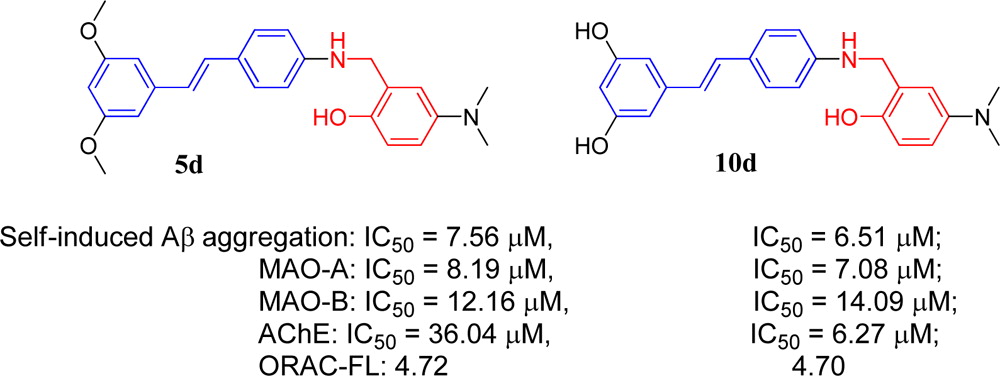 O
H
N
HO
N
O
5d
HO
H
N
HO
N
HO
10d
Self-induced Aβ aggregation: IC50 = 7.56 μM, IC50 = 6.51 μM;
MAO-A: IC50 = 8.19 μM, IC50 = 7.08 μM;
MAO-B: IC50 = 12.16 μM, IC50 = 14.09 μM;
AChE: IC50 = 36.04 μM, IC50 = 6.27 μM;
ORAC-FL: 4.72 4.70